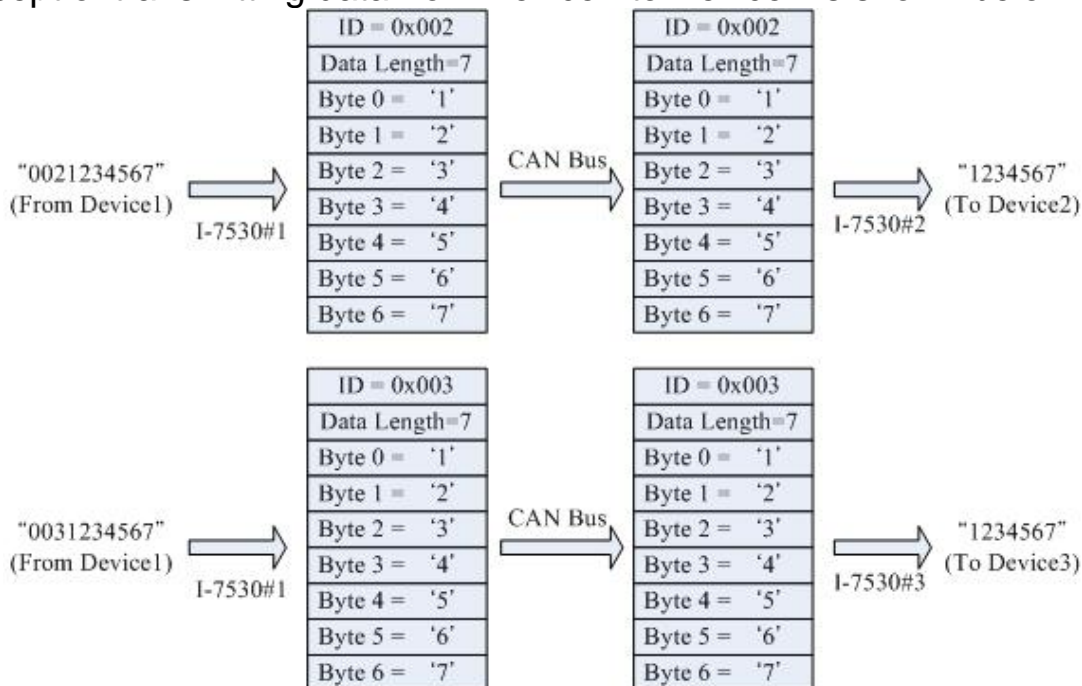 ID = 0x002
Data Length=7
Byte 0 = '1'
Byte 1 = '2'
Byte 2 = '3'
Byte 3 = '4'
Byte 4 = '5'
Byte 5 = '6'
Byte 6 = '7'
"0021234567"
(From Device1)
I-7530#1
CAN Bus
ID = 0x002
Data Length=7
Byte 0 = '1'
Byte 1 = '2'
Byte 2 = '3'
Byte 3 = '4'
Byte 4 = '5'
Byte 5 = '6'
Byte 6 = '7'
I-7530#2
"1234567"
(To Device2)
ID = 0x003
Data Length=7
Byte 0 = '1'
Byte 1 = '2'
Byte 2 = '3'
Byte 3 = '4'
Byte 4 = '5'
Byte 5 = '6'
Byte 6 = '7'
"0031234567"
(From Device1)
I-7530#1
CAN Bus
ID = 0x003
Data Length=7
Byte 0 = '1'
Byte 1 = '2'
Byte 2 = '3'
Byte 3 = '4'
Byte 4 = '5'
Byte 5 = '6'
Byte 6 = '7'
I-7530#3
"1234567"
(To Device3)